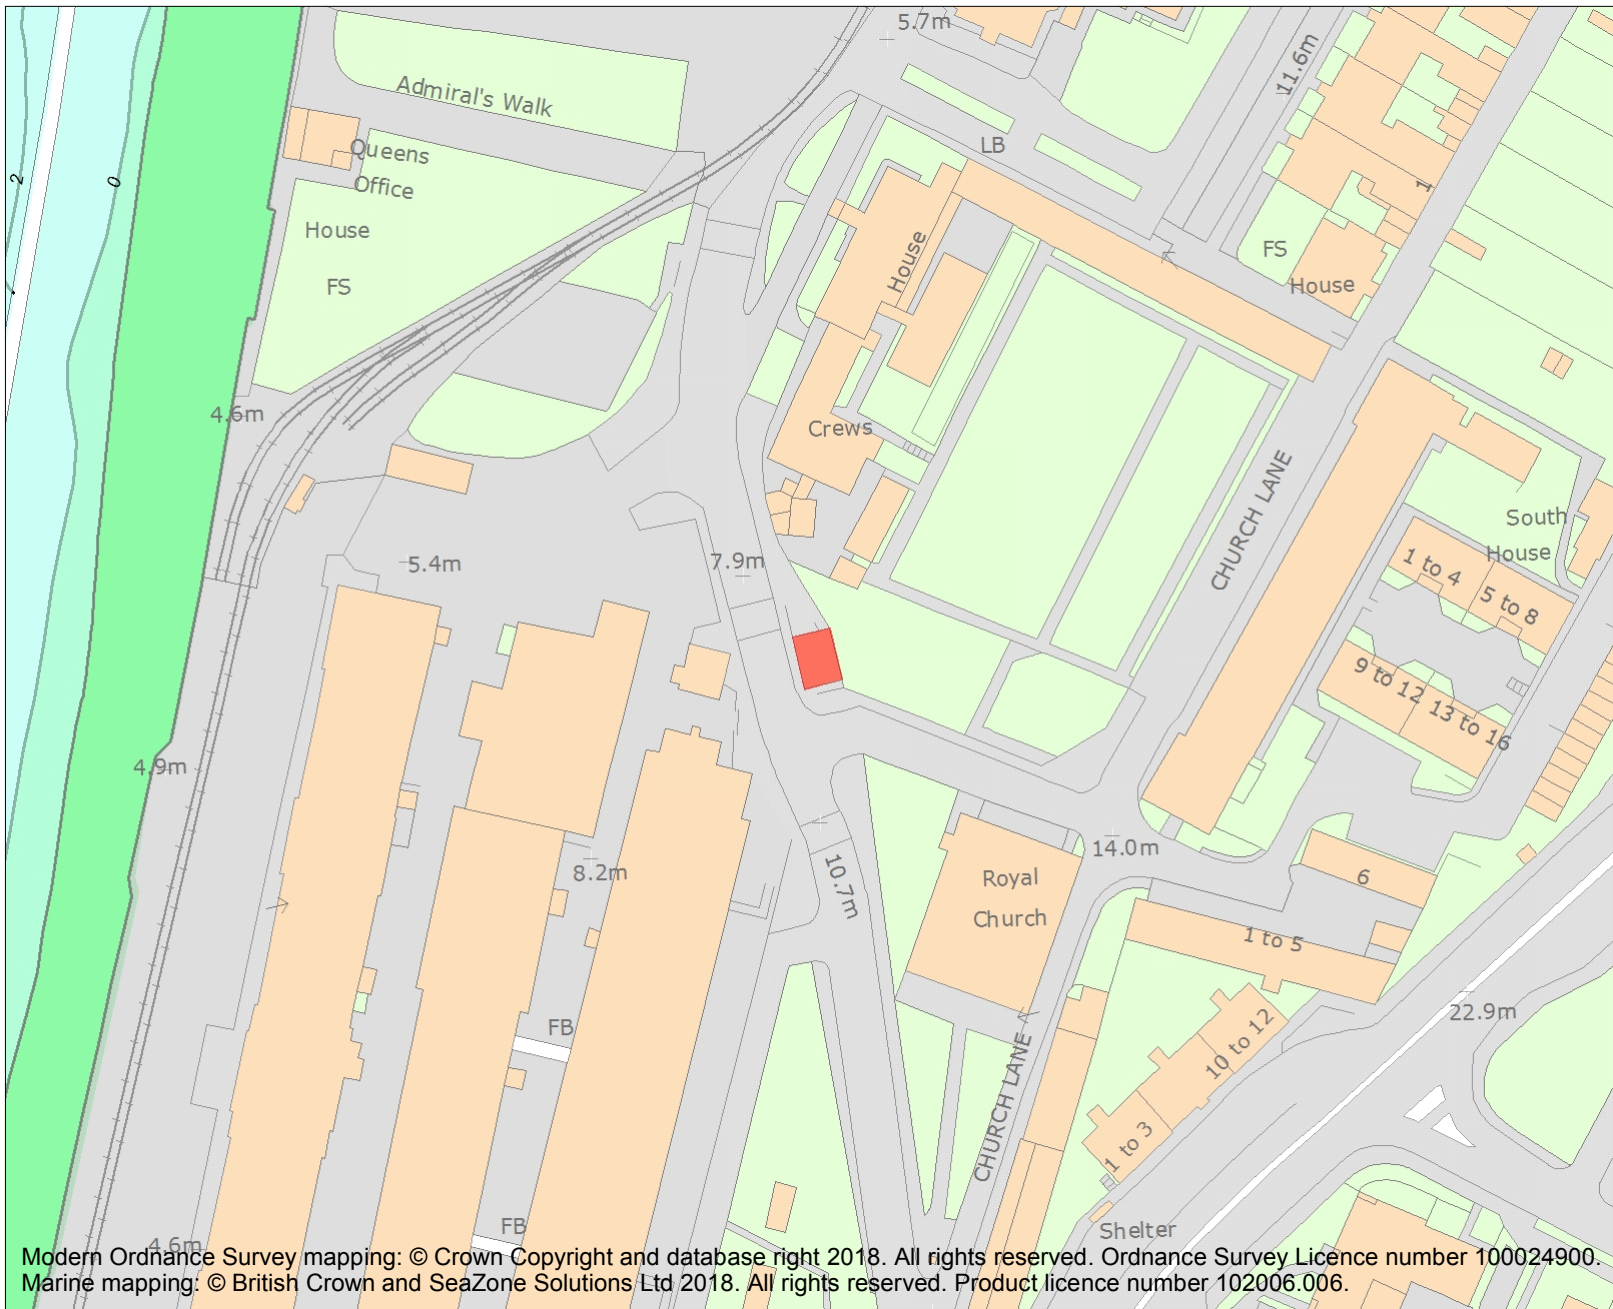 5.7m
11.6m
Admiral's Walk
LB
Queens
Office
2
0
1
House
House
FS
FS
House
1
4.6m
Crews
CHURCH LANE
South
House
7.9m
5.4m
1 to 4
5 to 8
9 to 12
13 to 16
4.9m
14.0m
8.2m
10.7m
Royal
Church
6
1 to 5
22.9m
FB
10 to 12
CHURCH LANE
1 to 3
FB
Shelter
4.6m
Modern Ordnance Survey mapping: © Crown Copyright and database right 2018. All rights reserved. Ordnance Survey Licence number 100024900.
Marine mapping: © British Crown and SeaZone Solutions Ltd 2018. All rights reserved. Product licence number 102006.006.